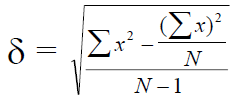 δ = √((∑x² − (∑x)²/N)/(N−1))